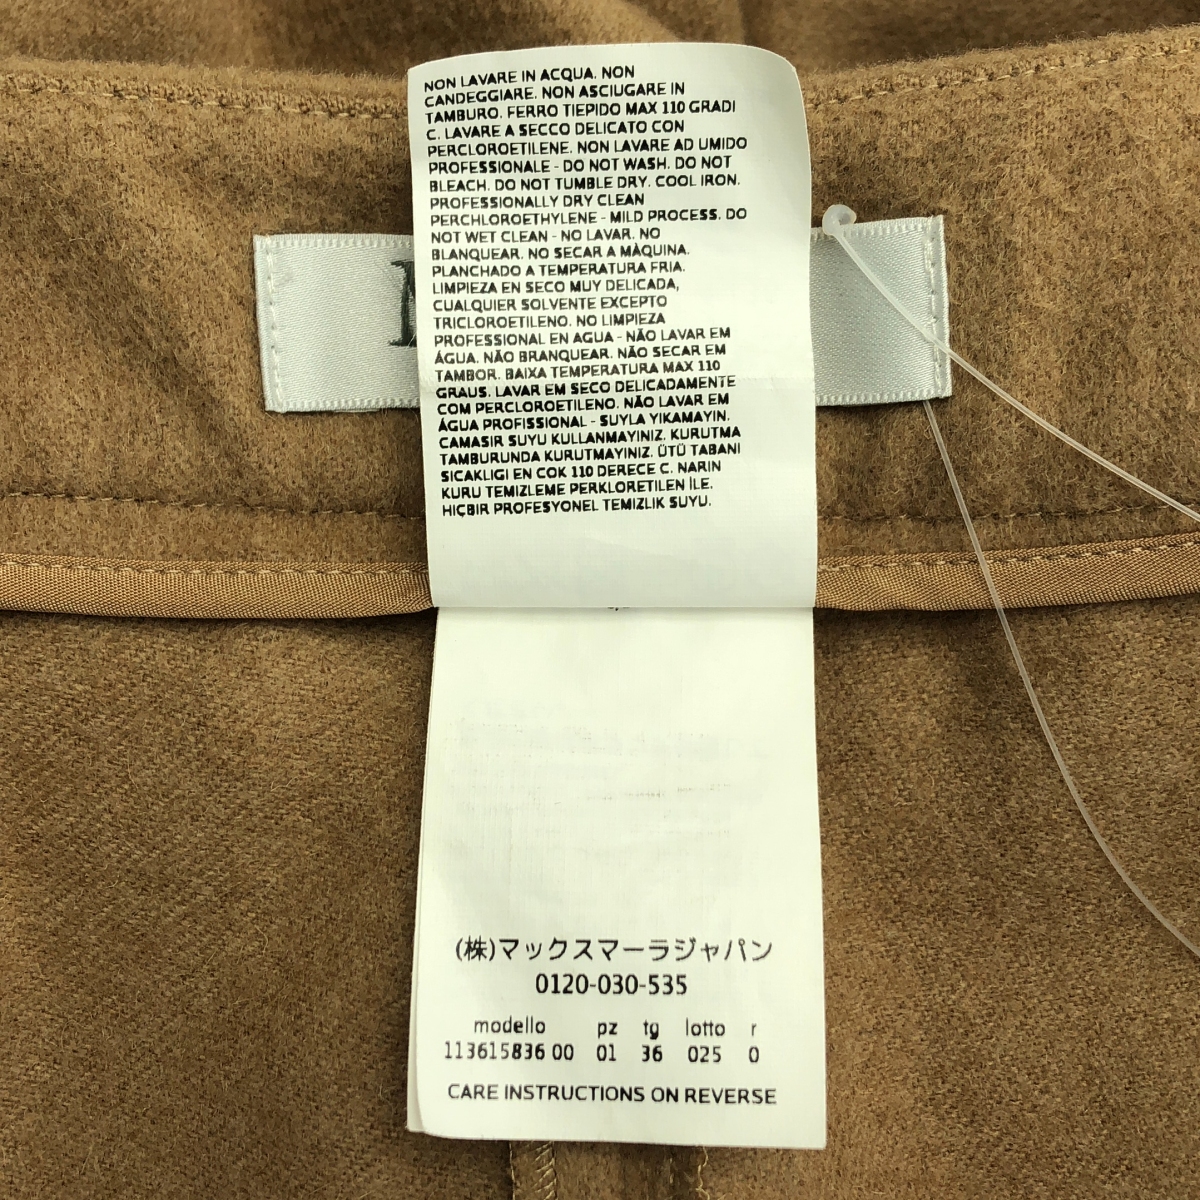 NON LAVARE IN ACQUA. NON
CANDEGGIARE. NON ASCIUGARE IN
TAMBURO. FERRO TIEPIDO MAX 110 GRADI
C. LAVARE A SECCO DELICATO CON
PERCLOROETILENE. NON LAVARE AD UMIDO
PROFESSIONALE - DO NOT WASH. DO NOT
BLEACH. DO NOT TUMBLE DRY. COOL IRON.
PROFESSIONALLY DRY CLEAN
PERCHLOROETHYLENE - MILD PROCESS. DO
NOT WET CLEAN - NO LAVAR. NO
BLANQUEAR. NO SECAR A MÀQUINA.
PLANCHADO A TEMPERATURA FRIA.
LIMPIEZA EN SECO MUY DELICADA,
CUALQUIER SOLVENTE EXCEPTO
TRICLOROETILENO. NO LIMPIEZA
PROFESSIONAL EN AGUA - NÃO LAVAR EM
ÁGUA. NÃO BRANQUEAR. NÃO SECAR EM
TAMBOR. BAIXA TEMPERATURA MAX 110
GRAUS. LAVAR EM SECO DELICADAMENTE
COM PERCLOROETILENO. NÃO LAVAR EM
ÁGUA PROFISSIONAL - SUYLA YIKAMAYIN.
CAMASIR SUYU KULLANMAYINIZ. KURUTMA
TAMBURUNDA KURUTMAYINIZ. ÜTÜ TABANI
SICAKLIGI EN COK 110 DERECE C. NARIN
KURU TEMIZLEME PERKLORETILEN İLE.
HIÇBIR PROFESYONEL TEMIZLIK SUYU.
(株)マックスマーラジャパン
0120-030-535
modello pz tg lotto r
113615836 00 01 36 025 0
CARE INSTRUCTIONS ON REVERSE